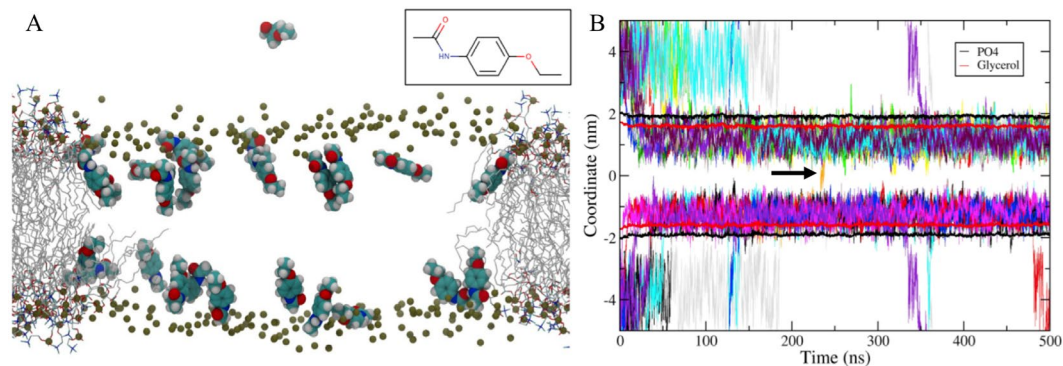 A
O
HN
O
B
PO4
Glycerol
Coordinate (nm)
4
2
0
-2
-4
0
100
200
300
400
500
Time (ns)